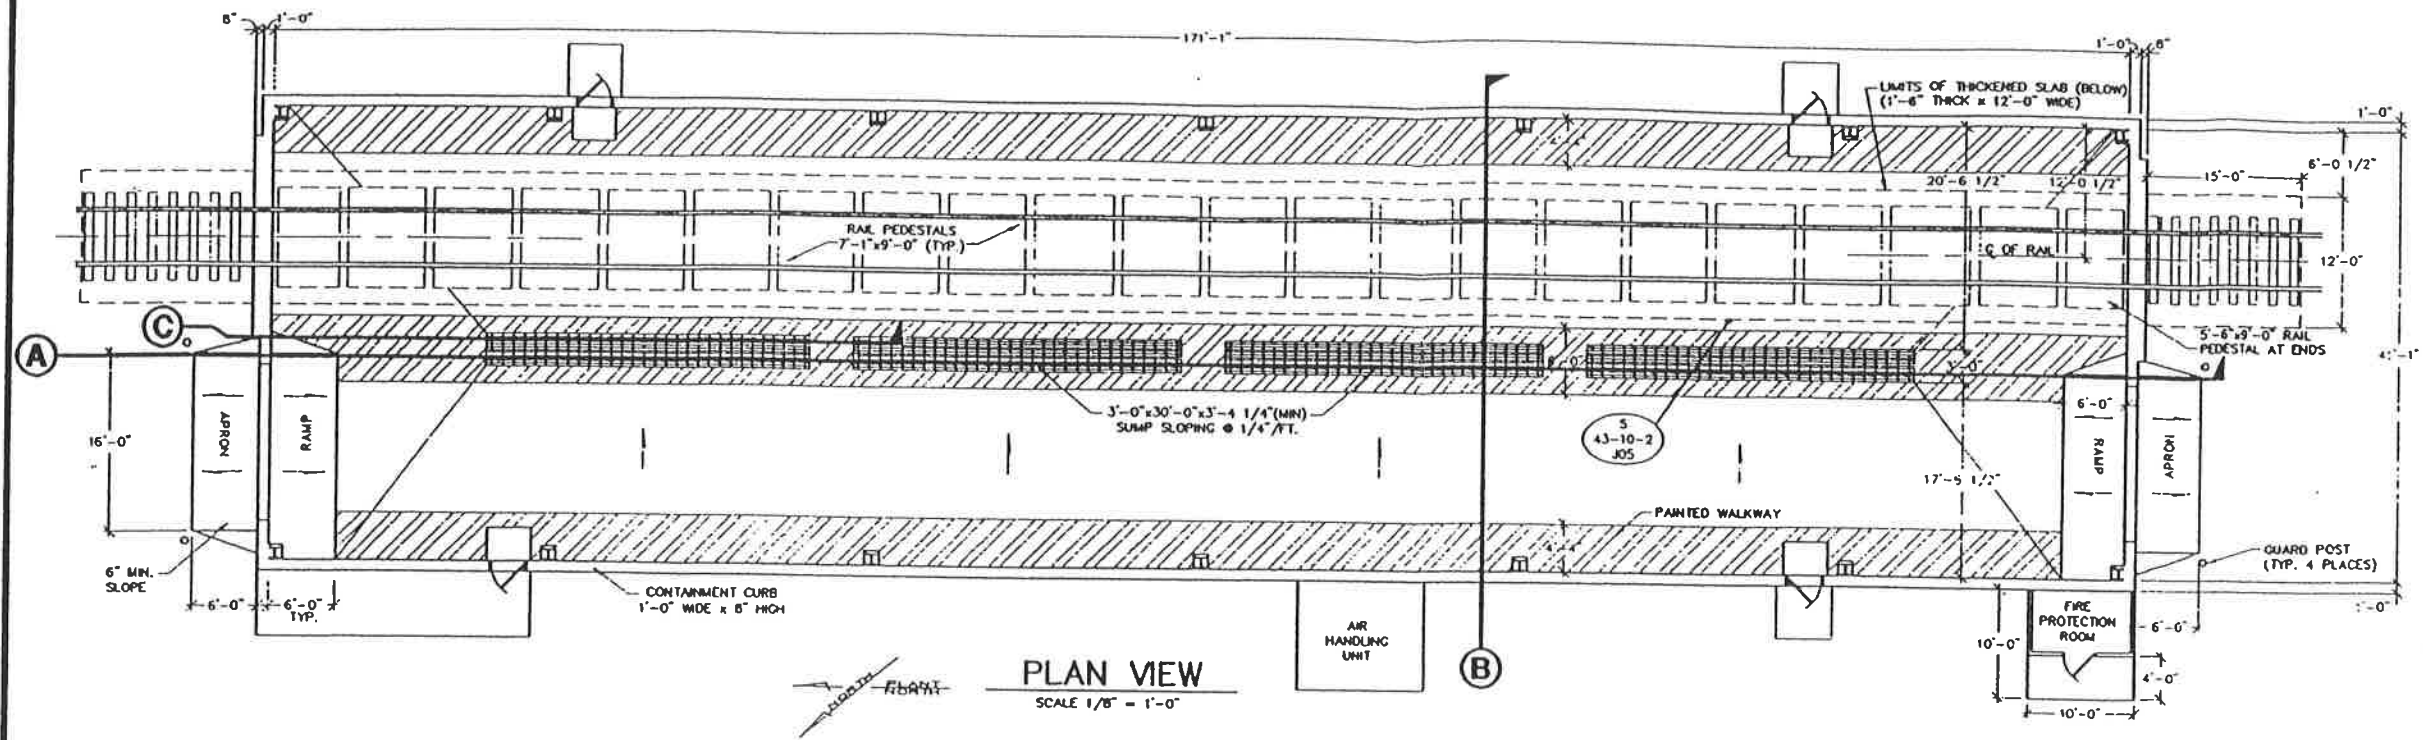 8"
1'-0"
171'-1"
1'-0"
8"
LIMITS OF THICKENED SLAB (BELOW)
(1'-6" THICK x 12'-0" WIDE)
1'-0"
6'-0 1/2"
15'-0"
20'-6 1/2"
12'-0 1/2"
RAIL PEDESTALS
7'-1"x9'-0" (TYP.)
℄ OF RAIL
12'-0"
C
A
5'-6"x9'-0" RAIL
PEDESTAL AT ENDS
3'-0"x30'-0"x3'-4 1/4"(MIN)
SUMP SLOPING @ 1/4"/FT.
6'-0"
16'-0"
APRON
RAMP
5
43-10-2
J05
RAMP
APRON
17'-6 1/2"
PAINTED WALKWAY
6" MIN.
SLOPE
GUARD POST
(TYP. 4 PLACES)
6'-0"
6'-0"
TYP.
CONTAINMENT CURB
1'-0" WIDE x 8" HIGH
AIR
HANDLING
UNIT
FIRE
PROTECTION
ROOM
10'-0"
6'-0"
4'-0"
10'-0"
B
NORTH
PLANT
NORTH
PLAN VIEW
SCALE 1/8" = 1'-0"